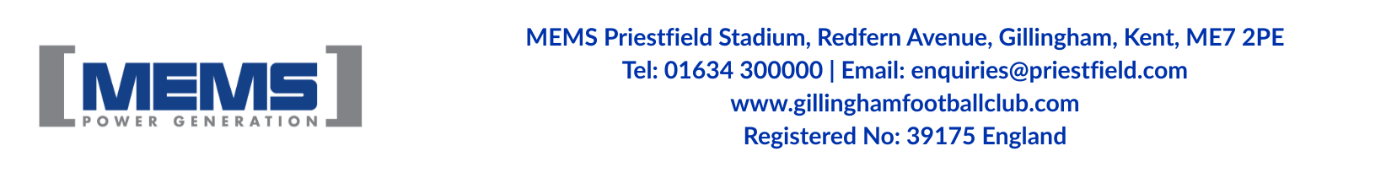 MEMS
POWER GENERATION
MEMS Priestfield Stadium, Redfern Avenue, Gillingham, Kent, ME7 2PE
Tel: 01634 300000 | Email: enquiries@priestfield.com
www.gillinghamfootballclub.com
Registered No: 39175 England